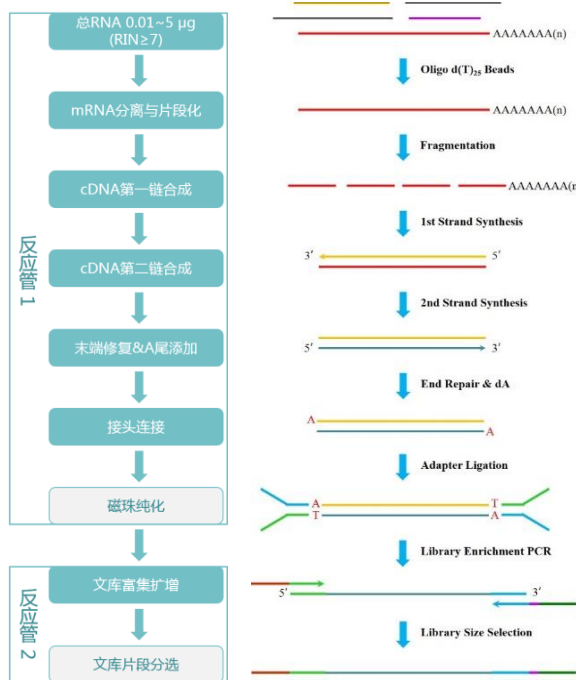 总RNA 0.01~5 μg
(RIN≥7)
mRNA分离与片段化
cDNA第一链合成
cDNA第二链合成
末端修复&A尾添加
接头连接
磁珠纯化
反应管 1
文库富集扩增
文库片段分选
反应管 2
AAAAAAA(n)
Oligo d(T)₂₅ Beads
AAAAAAA(n)
Fragmentation
AAAAAAA(n
1st Strand Synthesis
3′ 5′
2nd Strand Synthesis
5′ 3′
End Repair & dA
A
A
Adapter Ligation
A T
T A
Library Enrichment PCR
5′ 3′
Library Size Selection